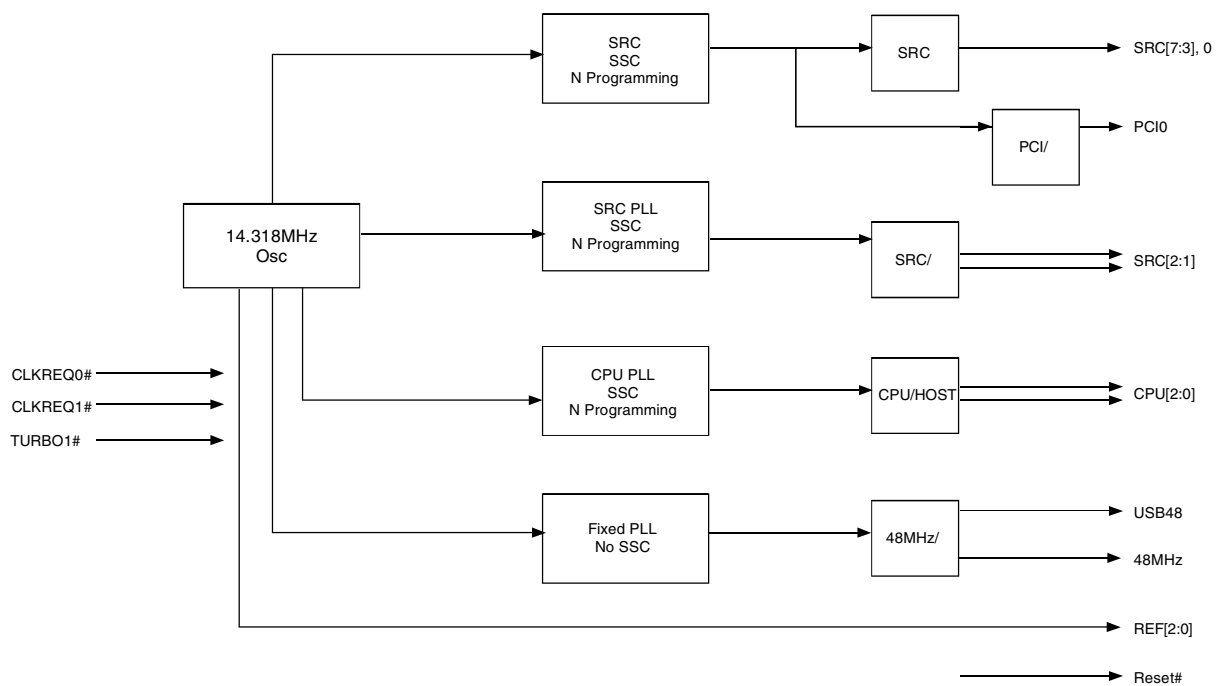 SRC
SSC
N Programming
SRC
SRC[7:3], 0
PCI/
PCI0
14.318MHz
Osc
SRC PLL
SSC
N Programming
SRC/
SRC[2:1]
CLKREQ0#
CLKREQ1#
TURBO1#
CPU PLL
SSC
N Programming
CPU/HOST
CPU[2:0]
Fixed PLL
No SSC
48MHz/
USB48
48MHz
REF[2:0]
Reset#